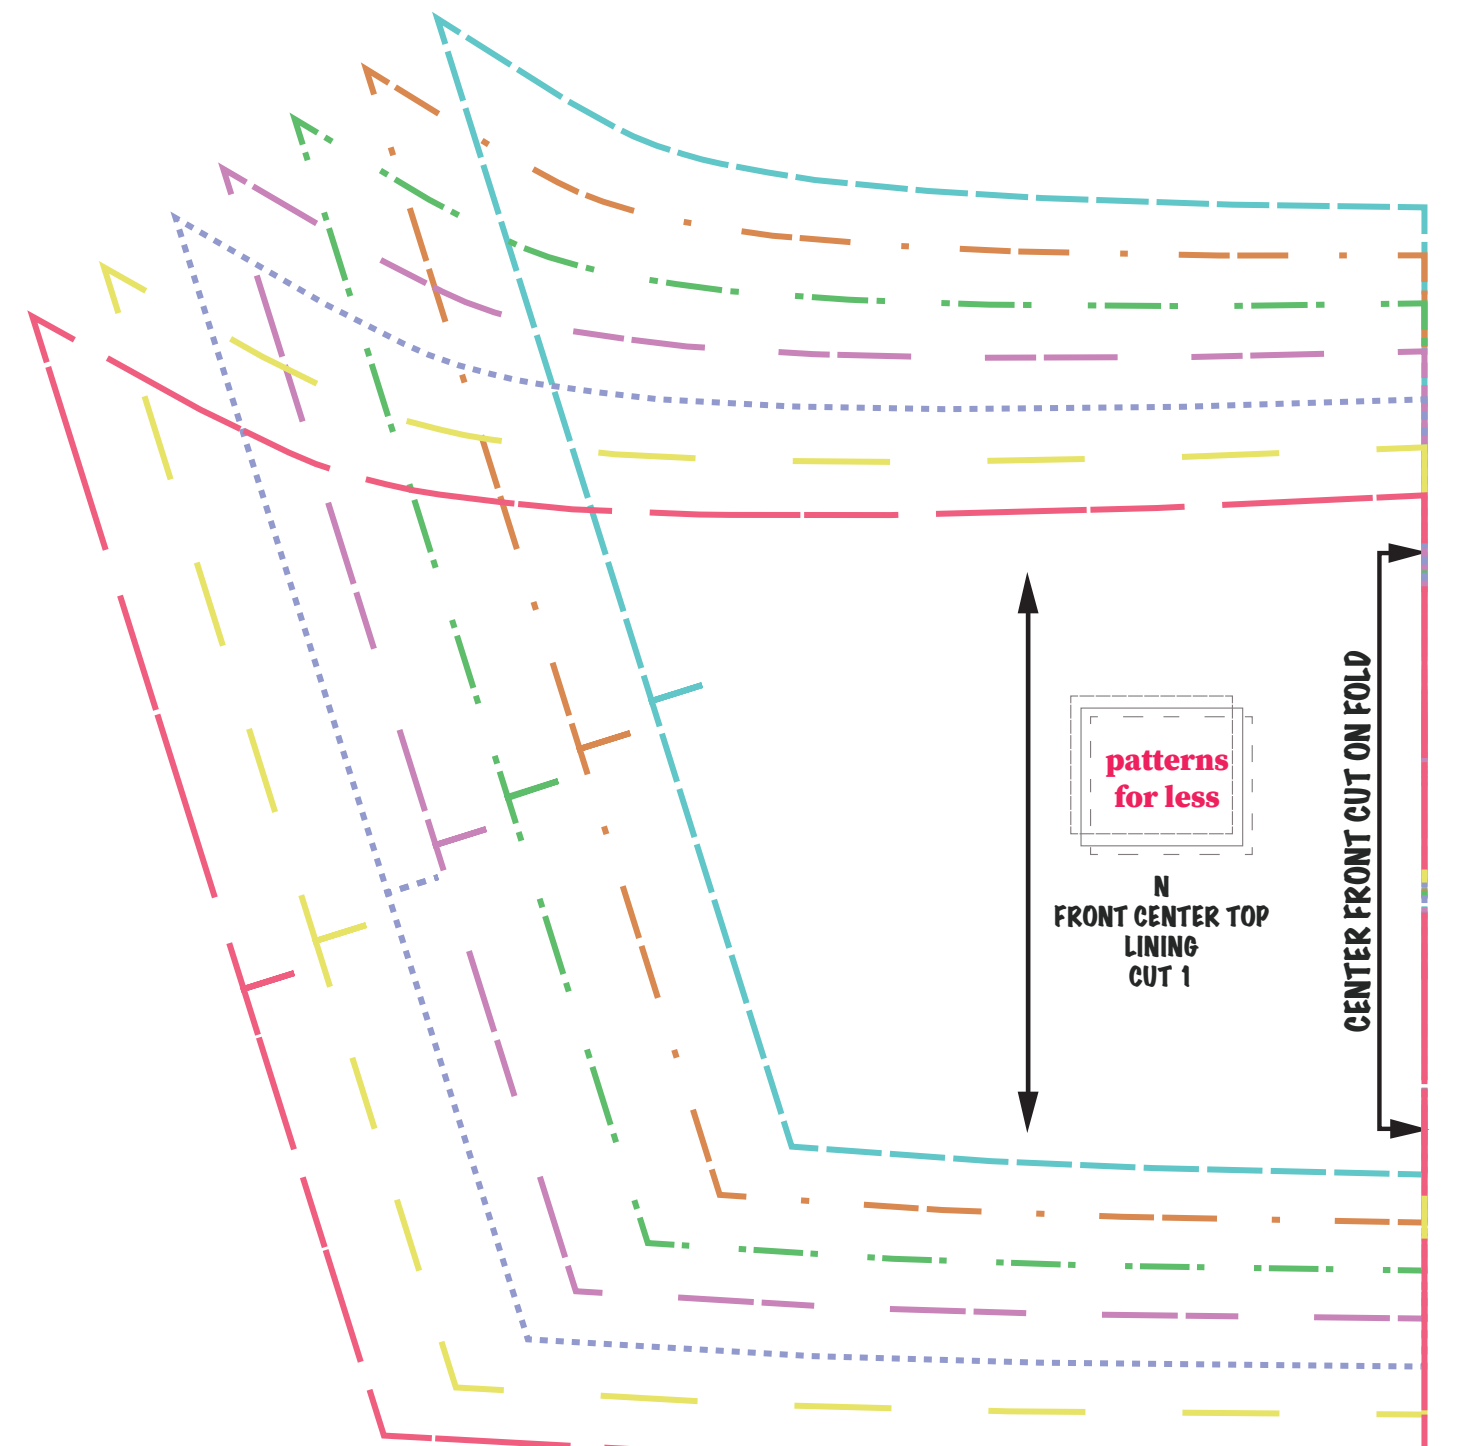 patterns
for less
N
FRONT CENTER TOP
LINING
CUT 1
CENTER FRONT CUT ON FOLD